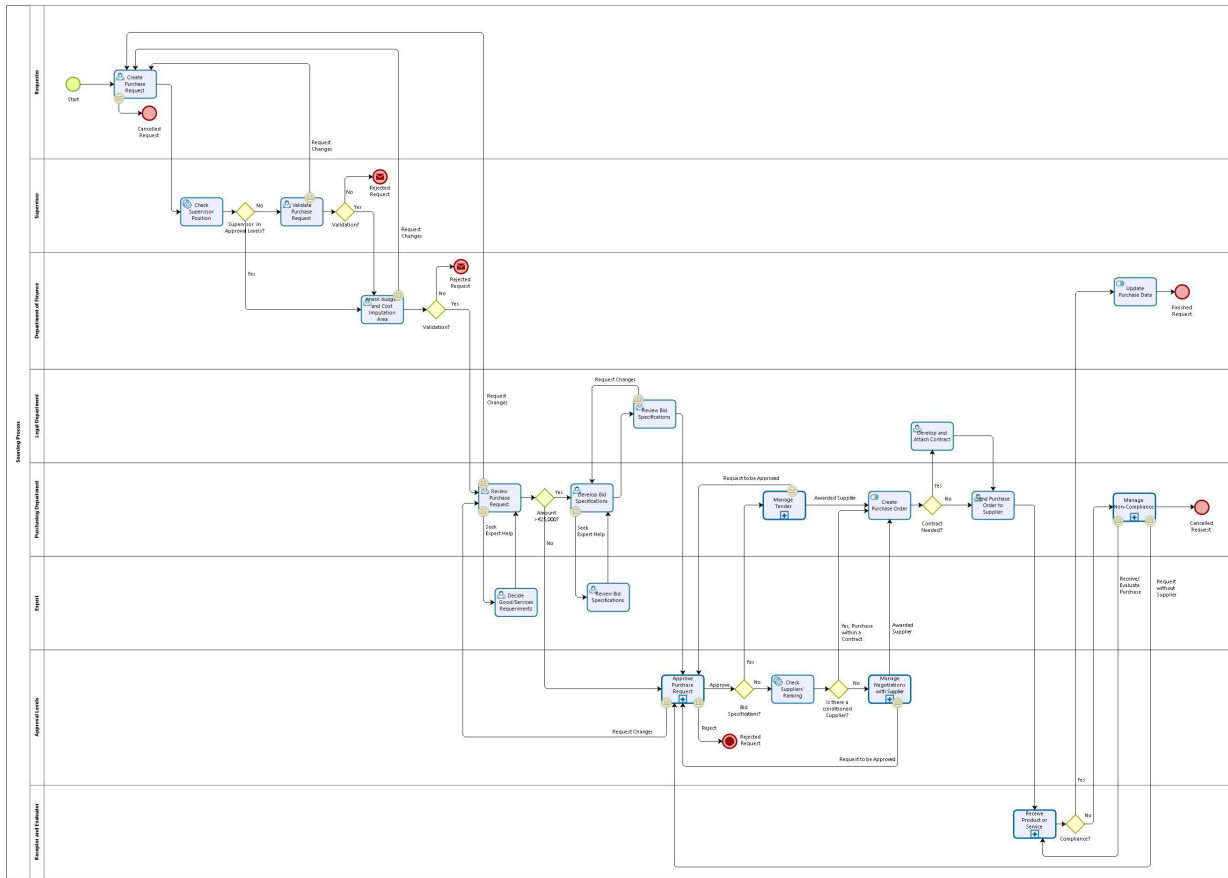 Sourcing Process
Requester
Start
Create
Purchase
Request
Cancelled
Request
Request
Changes
Supervisor
Check
Supervisor
Position
Supervisor in
Approval Levels?
No
Yes
Validate
Purchase
Request
Validation?
No
Yes
Rejected
Request
Request
Changes
Department of Finance
Check Budget
and Cost
Imputation
Area
Validation?
No
Yes
Rejected
Request
Update
Purchase Data
Finished
Request
Legal Department
Request
Changes
Request Changes
Review Bid
Specifications
Develop and
Attach Contract
Purchasing Department
Review
Purchase
Request
Seek
Expert Help
Amount
>€25,000?
Yes
No
Develop Bid
Specifications
Seek
Expert Help
Request to be Approved
Manage
Tender
Awarded Supplier
Create
Purchase Order
Contract
Needed?
Yes
No
Send Purchase
Order to
Supplier
Manage
Non-Compliance
Cancelled
Request
Expert
Decide
Good/Services
Requeriments
Review Bid
Specifications
Yes, Purchase
within a
Contract
Awarded
Supplier
Receive/
Evaluate
Purchase
Request
without
Supplier
Approval Levels
Approve
Purchase
Request
Approve
Request Changes
Reject
Rejected
Request
Bid
Specifications?
Yes
No
Check
Suppliers'
Ranking
Is there a
conditioned
Supplier?
No
Manage
Negotiations
with Supplier
Request to be Approved
Receptor and Evaluator
Receive
Product or
Service
Compliance?
Yes
No